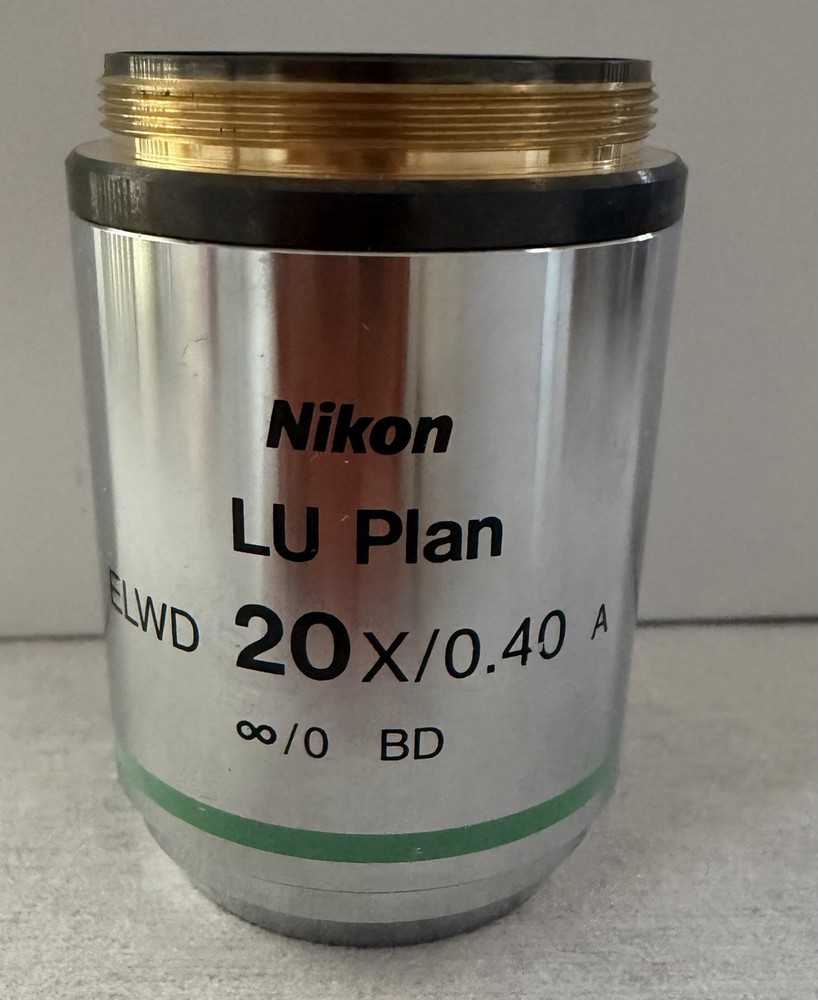 Nikon
LU Plan
ELWD 20X/0.40 A
∞/0 BD